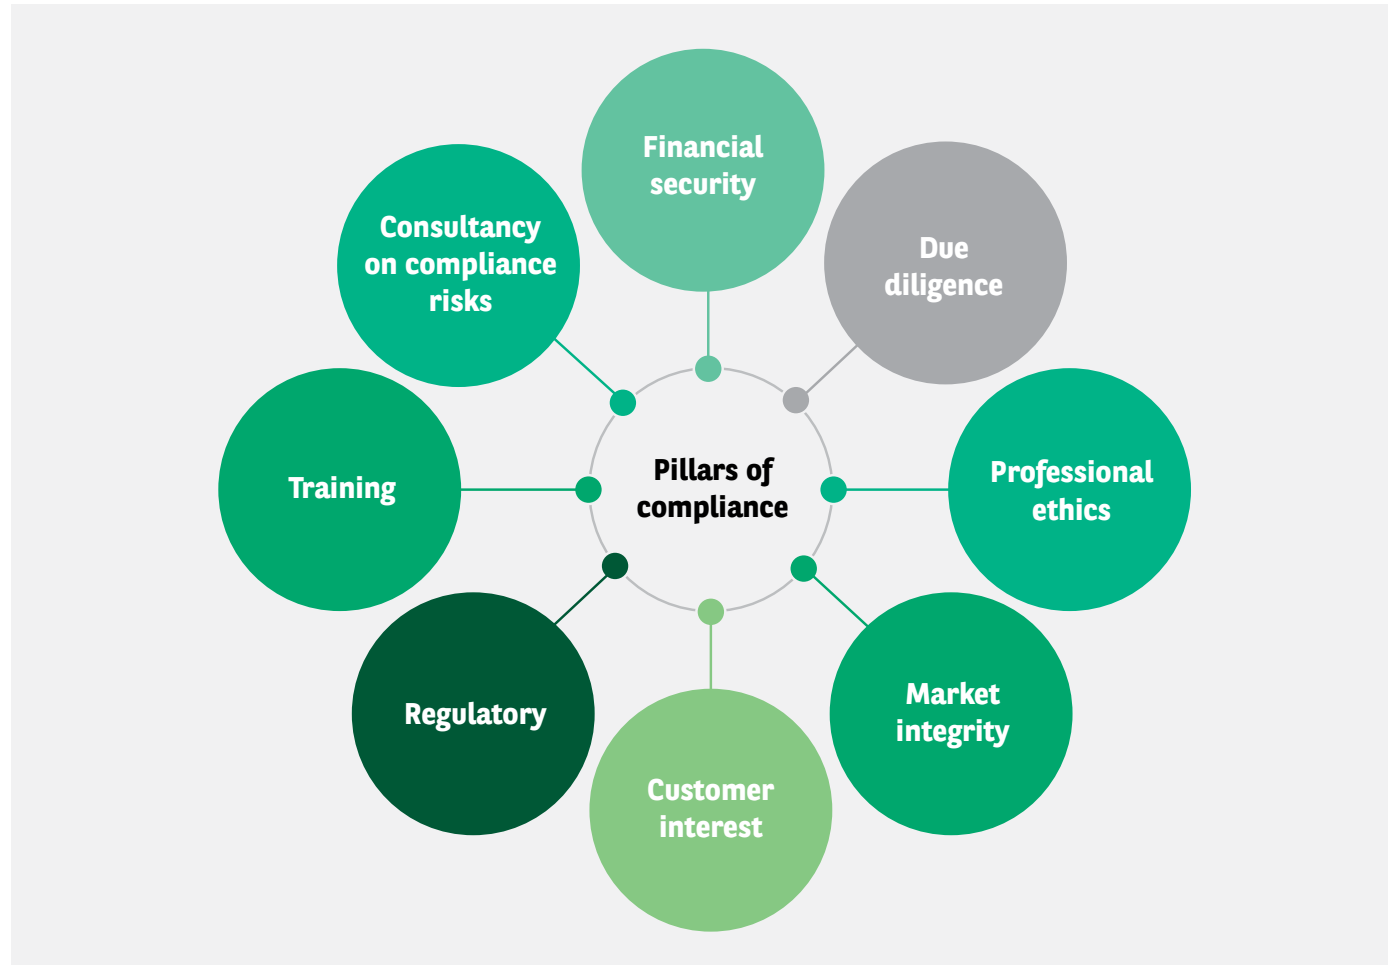 Financial
security
Due
diligence
Professional
ethics
Market
integrity
Customer
interest
Regulatory
Training
Consultancy
on compliance
risks
Pillars of
compliance